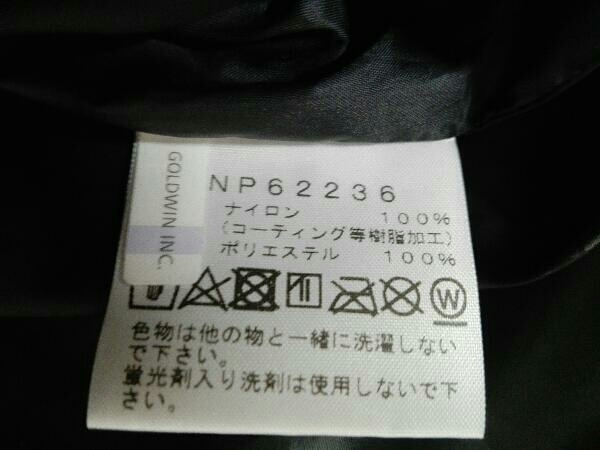 GOLDWIN INC.
NP62236
ナイロン 100%
(コーティング等樹脂加工)
ポリエステル 100%
W
色物は他の物と一緒に洗濯しない
で下さい。
蛍光剤入り洗剤は使用しないで下
さい。